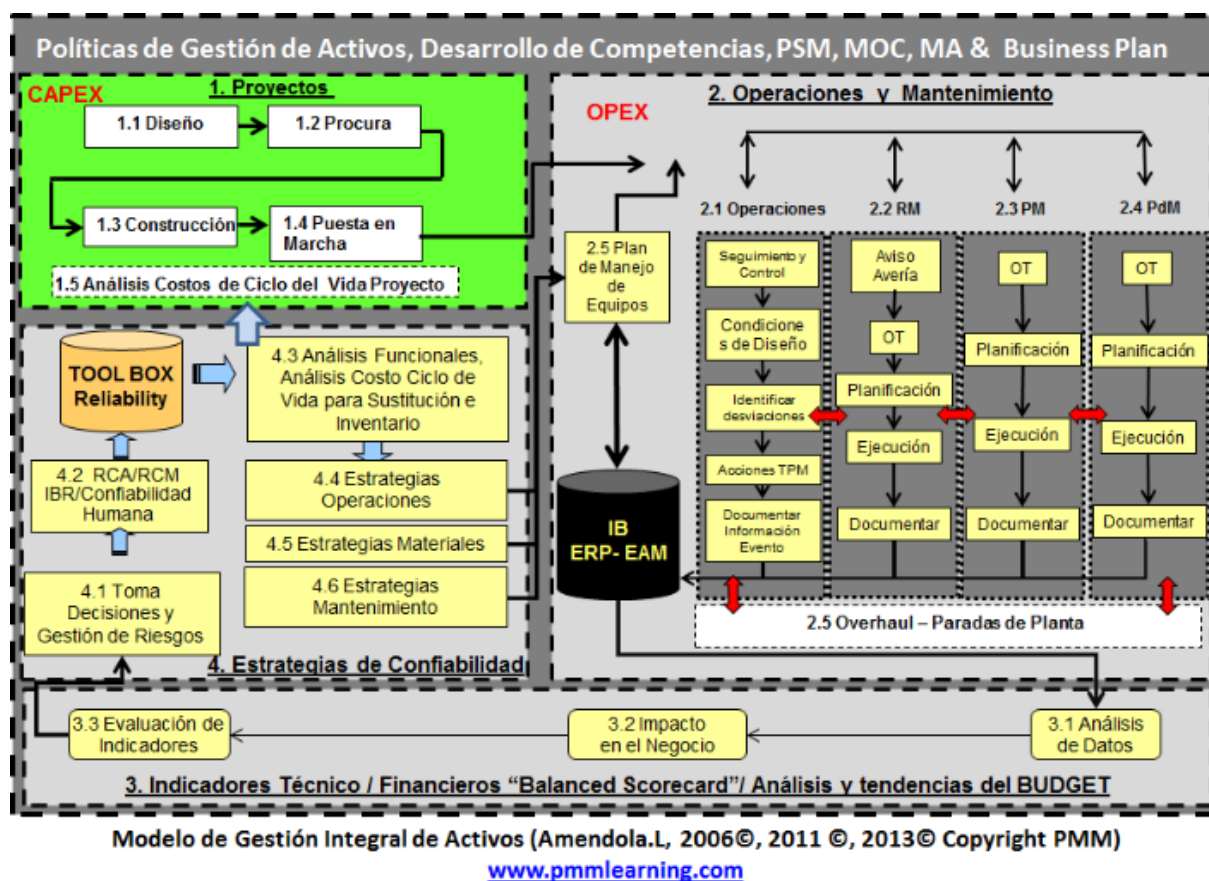 Políticas de Gestión de Activos, Desarrollo de Competencias, PSM, MOC, MA & Business Plan
CAPEX
1. Proyectos
1.1 Diseño
1.2 Procura
1.3 Construcción
1.4 Puesta en
Marcha
1.5 Análisis Costos de Ciclo del Vida Proyecto
OPEX
2. Operaciones y Mantenimiento
2.1 Operaciones
2.2 RM
2.3 PM
2.4 PdM
2.5 Plan
de Manejo
de
Equipos
Seguimiento y
Control
Condicione
s de Diseño
Identificar
desviaciones
Acciones TPM
Documentar
Información
Evento
Aviso
Avería
OT
Planificación
Ejecución
Documentar
OT
Planificación
Ejecución
Documentar
OT
Planificación
Ejecución
Documentar
IB
ERP- EAM
2.5 Overhaul – Paradas de Planta
TOOL BOX
Reliability
4.3 Análisis Funcionales,
Análisis Costo Ciclo de
Vida para Sustitución e
Inventario
4.2 RCA/RCM
IBR/Confiabilidad
Humana
4.4 Estrategias
Operaciones
4.5 Estrategias Materiales
4.6 Estrategias
Mantenimiento
4.1 Toma
Decisiones y
Gestión de Riesgos
4. Estrategias de Confiabilidad
3.3 Evaluación de
Indicadores
3.2 Impacto
en el Negocio
3.1 Análisis
de Datos
3. Indicadores Técnico / Financieros “Balanced Scorecard”/ Análisis y tendencias del BUDGET
Modelo de Gestión Integral de Activos (Amendola.L, 2006©, 2011 ©, 2013© Copyright PMM)
www.pmmlearning.com